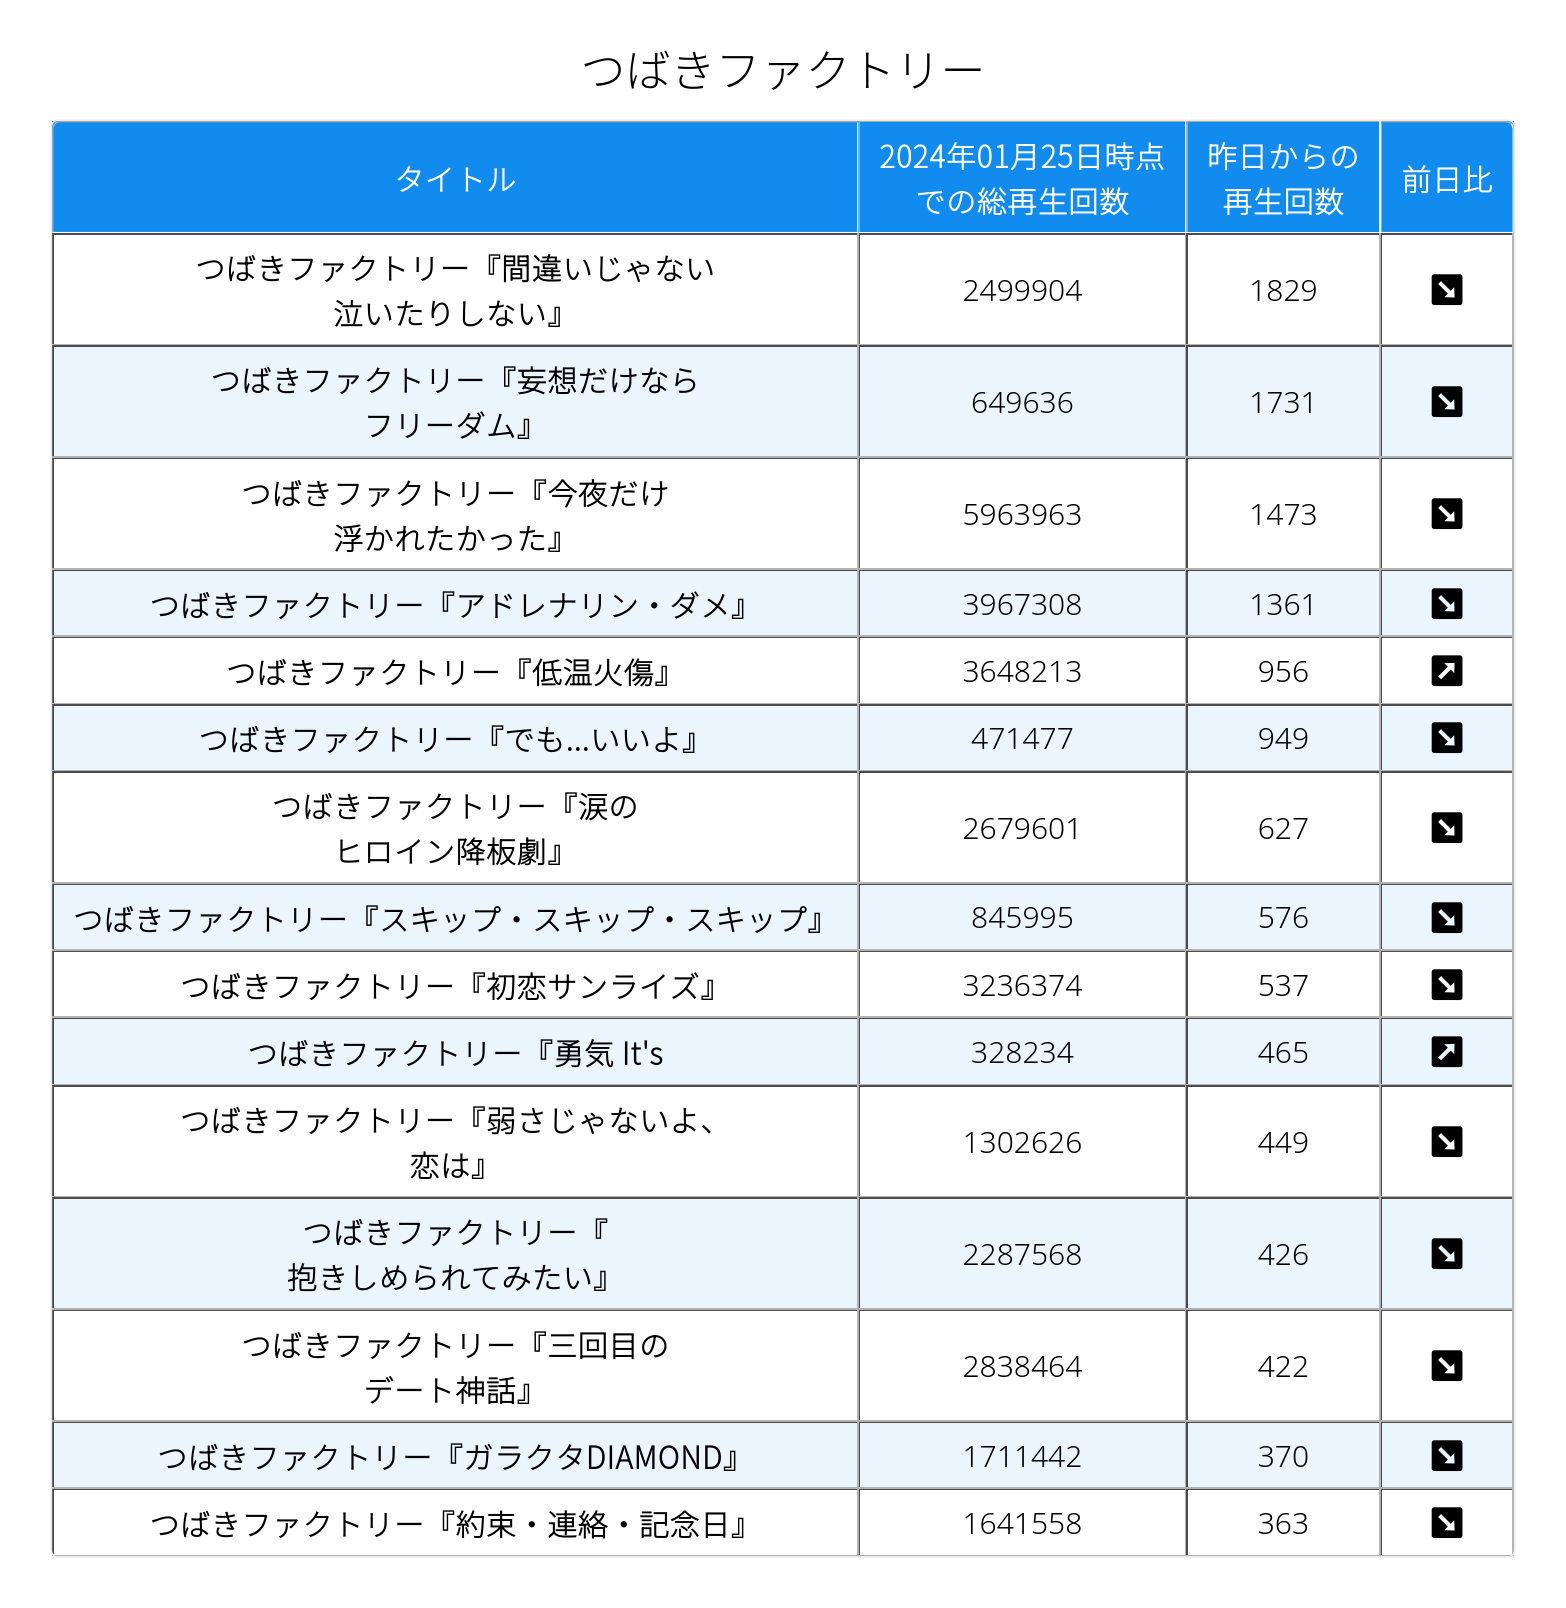 つばきファクトリー
タイトル
2024年01月25日時点
での総再生回数
昨日からの
再生回数
前日比
つばきファクトリー『間違いじゃない
泣いたりしない』
2499904
1829
↘
つばきファクトリー『妄想だけなら
フリーダム』
649636
1731
↘
つばきファクトリー『今夜だけ
浮かれたかった』
5963963
1473
↘
つばきファクトリー『アドレナリン・ダメ』
3967308
1361
↘
つばきファクトリー『低温火傷』
3648213
956
↗
つばきファクトリー『でも...いいよ』
471477
949
↘
つばきファクトリー『涙の
ヒロイン降板劇』
2679601
627
↘
つばきファクトリー『スキップ・スキップ・スキップ』
845995
576
↘
つばきファクトリー『初恋サンライズ』
3236374
537
↘
つばきファクトリー『勇気 It's
328234
465
↗
つばきファクトリー『弱さじゃないよ、
恋は』
1302626
449
↘
つばきファクトリー『
抱きしめられてみたい』
2287568
426
↘
つばきファクトリー『三回目の
デート神話』
2838464
422
↘
つばきファクトリー『ガラクタDIAMOND』
1711442
370
↘
つばきファクトリー『約束・連絡・記念日』
1641558
363
↘